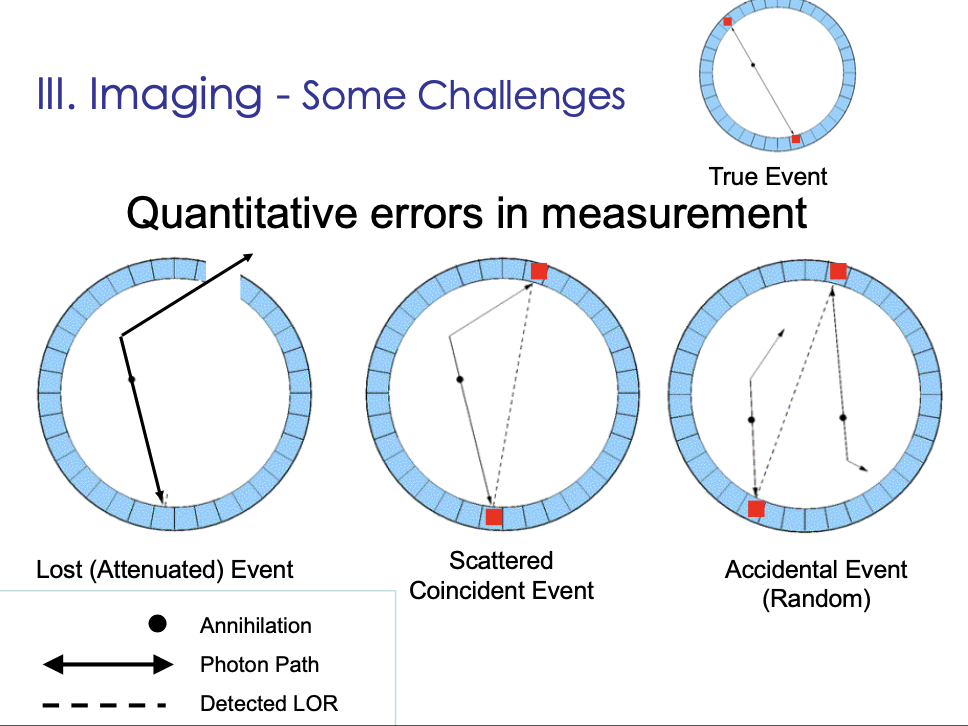 III. Imaging - Some Challenges
True Event
Quantitative errors in measurement
Lost (Attenuated) Event
Scattered
Coincident Event
Accidental Event
(Random)
Annihilation
Photon Path
Detected LOR